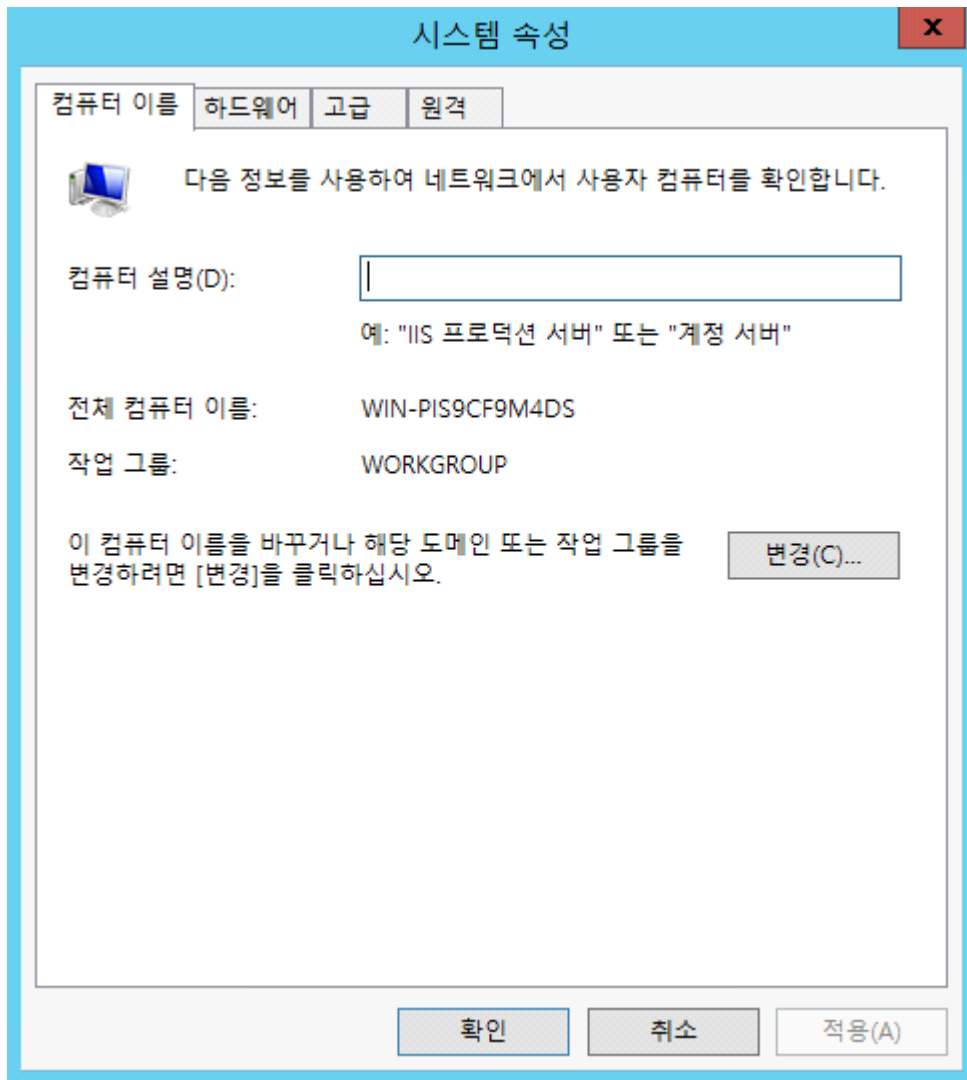 시스템 속성
x
컴퓨터 이름 하드웨어 고급 원격
다음 정보를 사용하여 네트워크에서 사용자 컴퓨터를 확인합니다.
컴퓨터 설명(D):
예: "IIS 프로덕션 서버" 또는 "계정 서버"
전체 컴퓨터 이름: WIN-PIS9CF9M4DS
작업 그룹: WORKGROUP
이 컴퓨터 이름을 바꾸거나 해당 도메인 또는 작업 그룹을
변경하려면 [변경]을 클릭하십시오.
변경(C)...
확인 취소 적용(A)